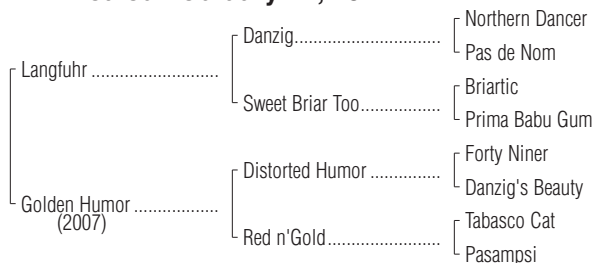 Northern Dancer
Danzig
Pas de Nom
Langfuhr
Briartic
Sweet Briar Too
Prima Babu Gum
Forty Niner
Distorted Humor
Danzig's Beauty
Golden Humor
(2007)
Tabasco Cat
Red n'Gold
Pasampsi